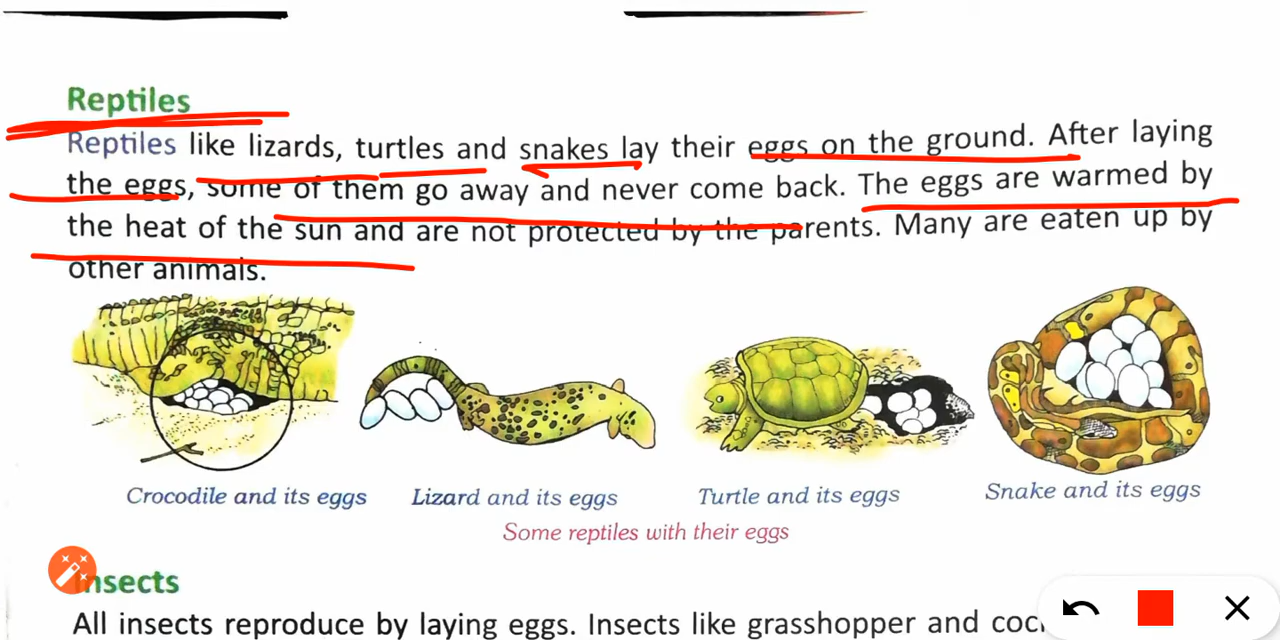 Reptiles
Reptiles like lizards, turtles and snakes lay their eggs on the ground. After laying
the eggs, some of them go away and never come back. The eggs are warmed by
the heat of the sun and are not protected by the parents. Many are eaten up by
other animals.
Crocodile and its eggs Lizard and its eggs Turtle and its eggs Snake and its eggs
Some reptiles with their eggs
Insects
All insects reproduce by laying eggs. Insects like grasshopper and